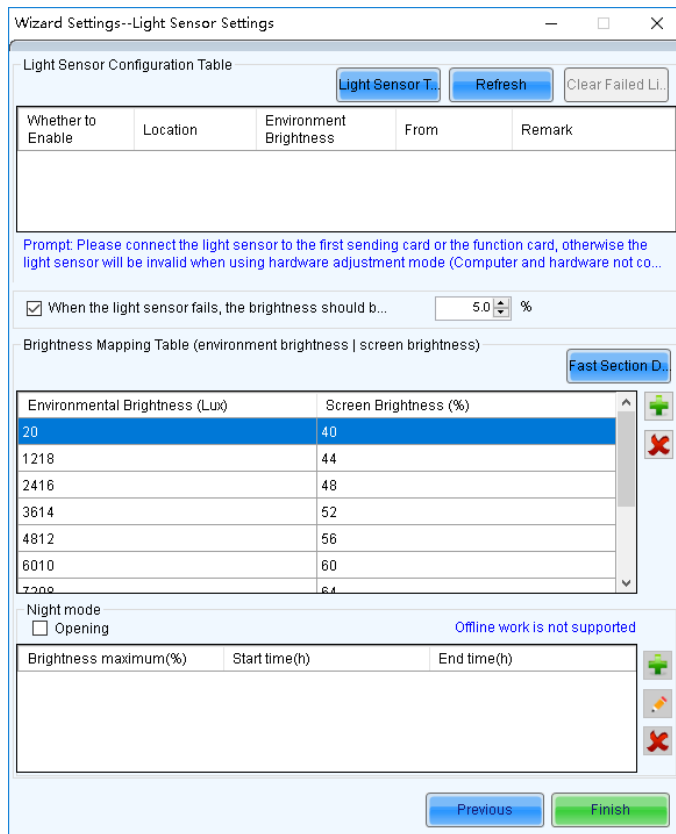 Wizard Settings--Light Sensor Settings
Light Sensor Configuration Table
Light Sensor T... Refresh Clear Failed Li..
Whether to Enable Location Environment Brightness From Remark
Prompt: Please connect the light sensor to the first sending card or the function card, otherwise the
light sensor will be invalid when using hardware adjustment mode (Computer and hardware not co...
When the light sensor fails, the brightness should b... 5.0 %
Brightness Mapping Table (environment brightness | screen brightness)
Fast Section D...
Environmental Brightness (Lux) Screen Brightness (%)
20 40
1218 44
2416 48
3614 52
4812 56
6010 60
7208 64
Night mode
Opening Offline work is not supported
Brightness maximum(%) Start time(h) End time(h)
Previous Finish